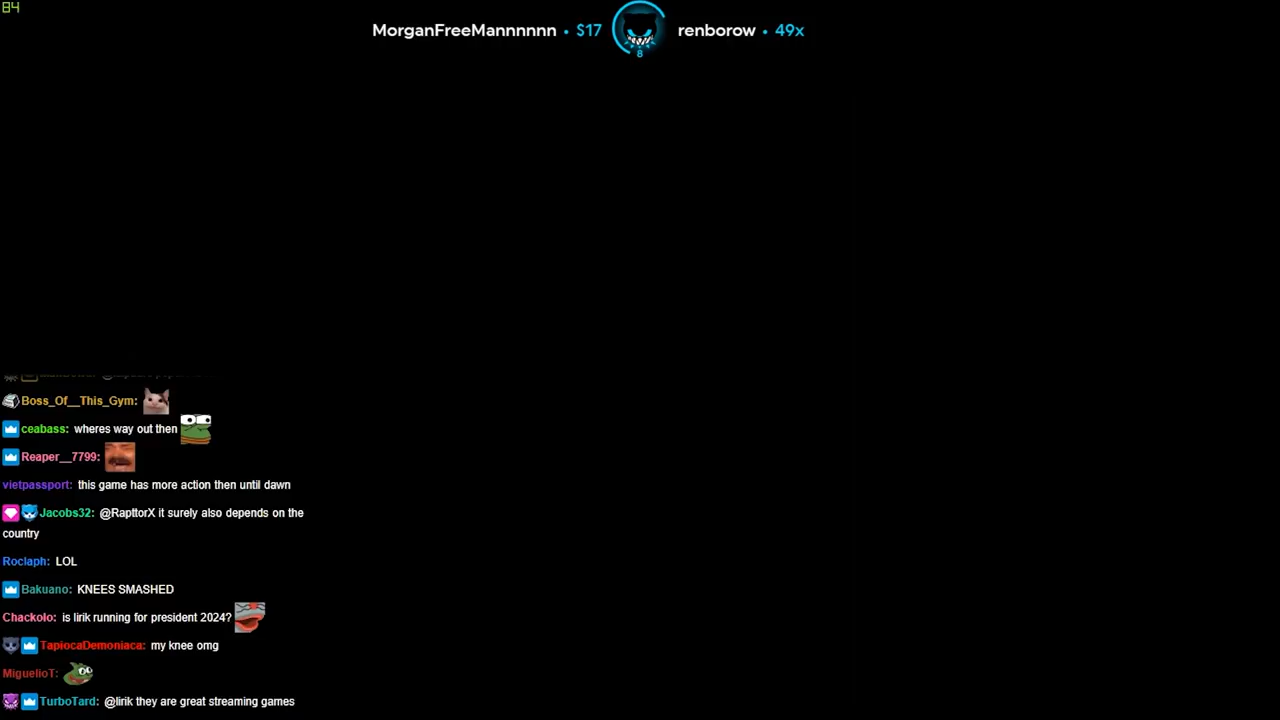 84
MorganFreeMannnnnn • $17
8
renborow • 49x
Boss_Of__This_Gym:
ceabass: wheres way out then
Reaper__7799:
vietpassport: this game has more action then until dawn
Jacobs32: @RapttorX it surely also depends on the
country
Roclaph: LOL
Bakuano: KNEES SMASHED
Chackolo: is lirik running for president 2024?
TapiocaDemoniaca: my knee omg
MiguelioT:
TurboTard: @lirik they are great streaming games